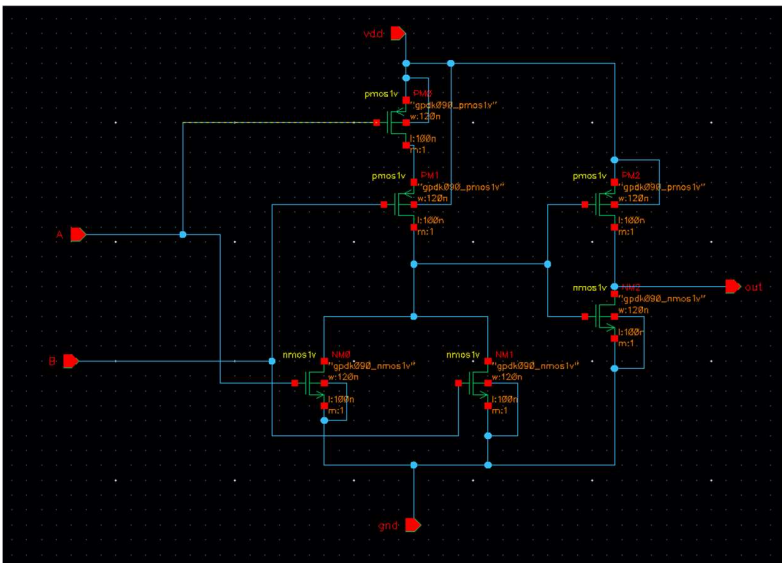 vdd
pmos1v PM0
"gpdk090_pmos1v"
w:120n
l:100n
m:1
pmos1v PM1
"gpdk090_pmos1v"
w:120n
l:100n
m:1
pmos1v PM2
"gpdk090_pmos1v"
w:120n
l:100n
m:1
A
out
nmos1v NM2
"gpdk090_nmos1v"
w:120n
l:100n
m:1
B
nmos1v NM0
"gpdk090_nmos1v"
w:120n
l:100n
m:1
nmos1v NM1
"gpdk090_nmos1v"
w:120n
l:100n
m:1
gnd